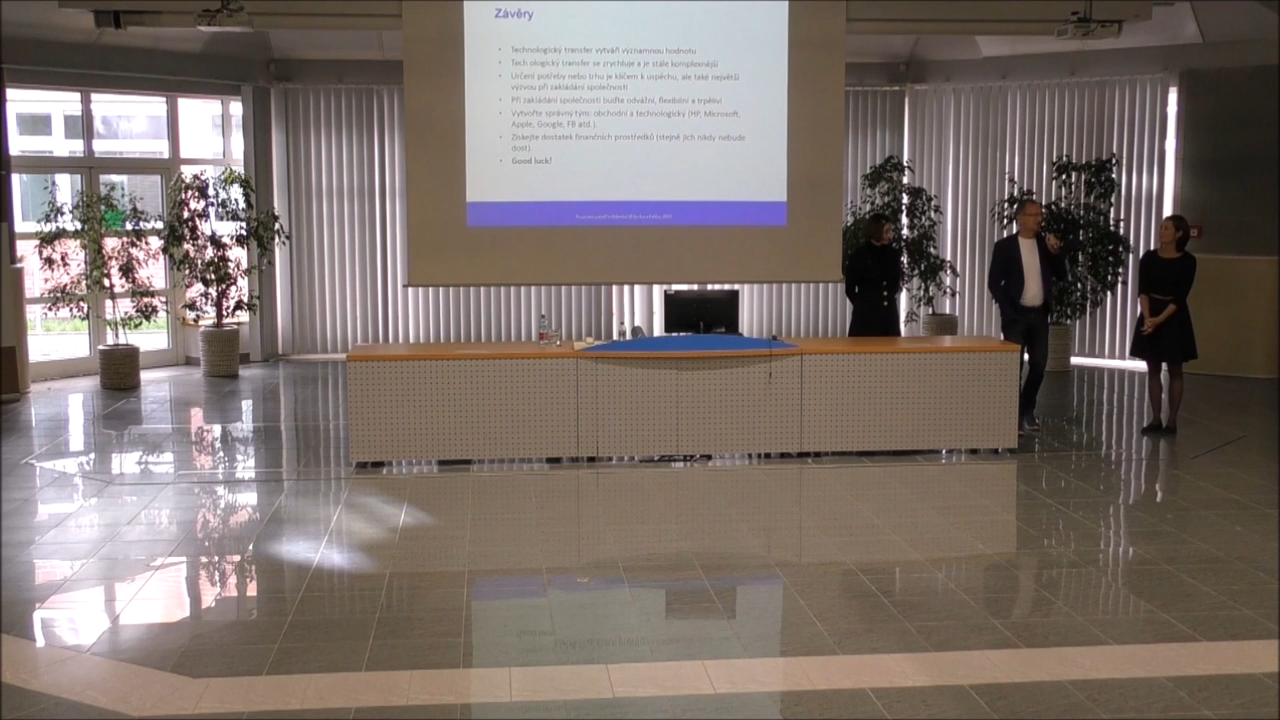 Závěry
• Technologický transfer vytváří významnou hodnotu
• Tech ologický transfer se zrychluje a je stále komplexnější
• Určení potřeby nebo trhu je klíčem k úspěchu, ale také největší
výzvou při zakládání společností
• Při zakládání společnosti buďte odvážní, flexibilní a trpěliví
• Vytvořte správný tým: obchodní a technologický (HP, Microsoft,
Apple, Google, FB atd.).
• Získejte dostatek finančních prostředků (stejně jich nikdy nebude
dost).
• Good luck!